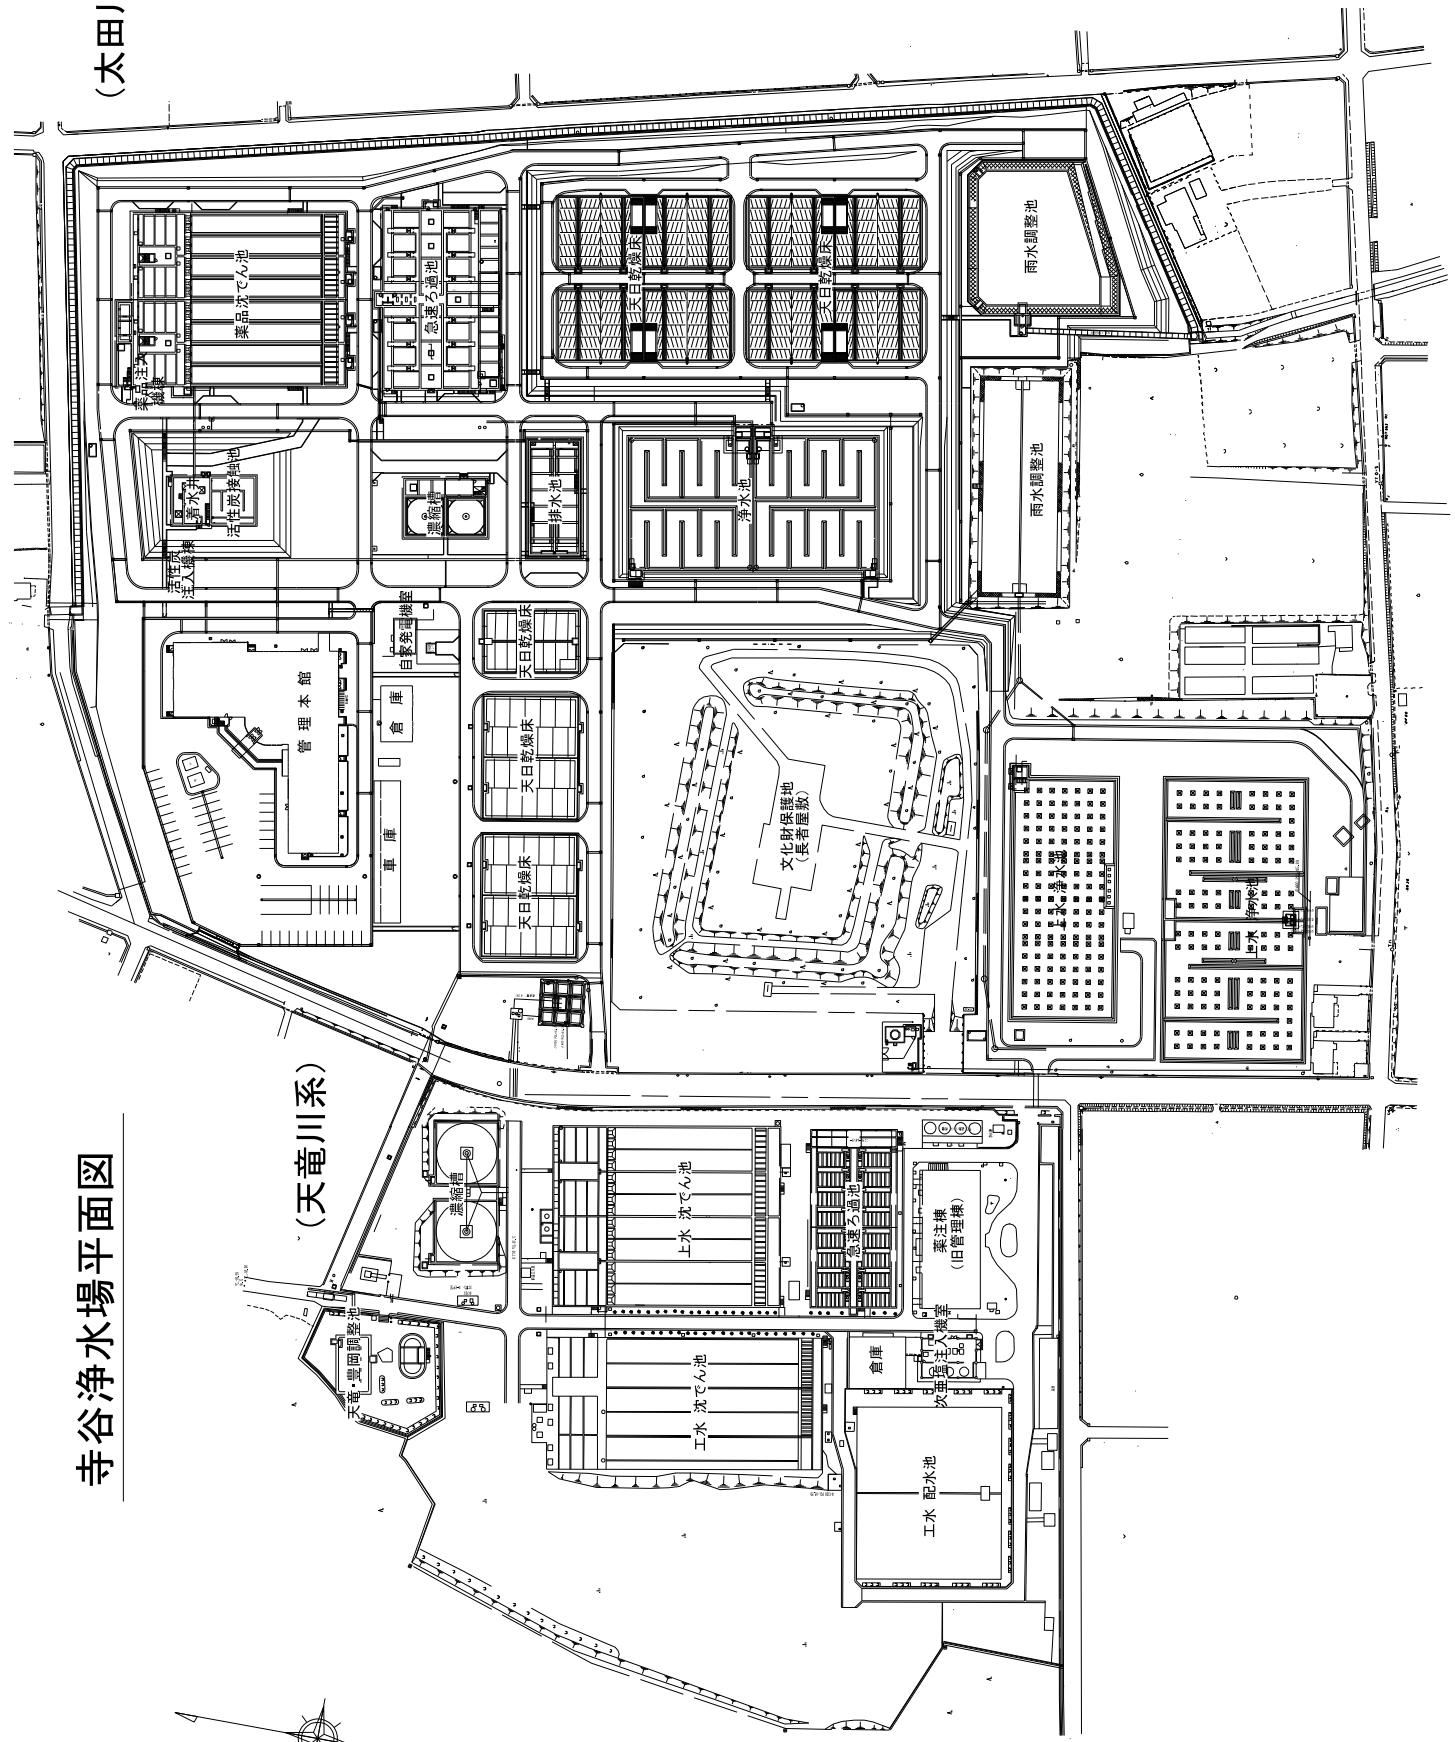 寺谷浄水場平面図
(天竜川系)
(太田川
薬品沈でん池
薬品注入
機棟
急速ろ過池
天日乾燥床
天日乾燥床
雨水調整池
着水井
活性炭接触池
活性炭
注入機棟
濃縮槽
排水池
浄水池
雨水調整池
管理本館
自家発電機室
倉庫
車庫
天日乾燥床
天日乾燥床
天日乾燥床
文化財保護地
(長者屋敷)
上水 浄水池
上水 浄水池
濃縮槽
上水 沈でん池
急速ろ過池
薬注棟
(旧管理棟)
天竜・豊岡調整池
工水 沈でん池
倉庫
次亜塩注入機室
工水 配水池